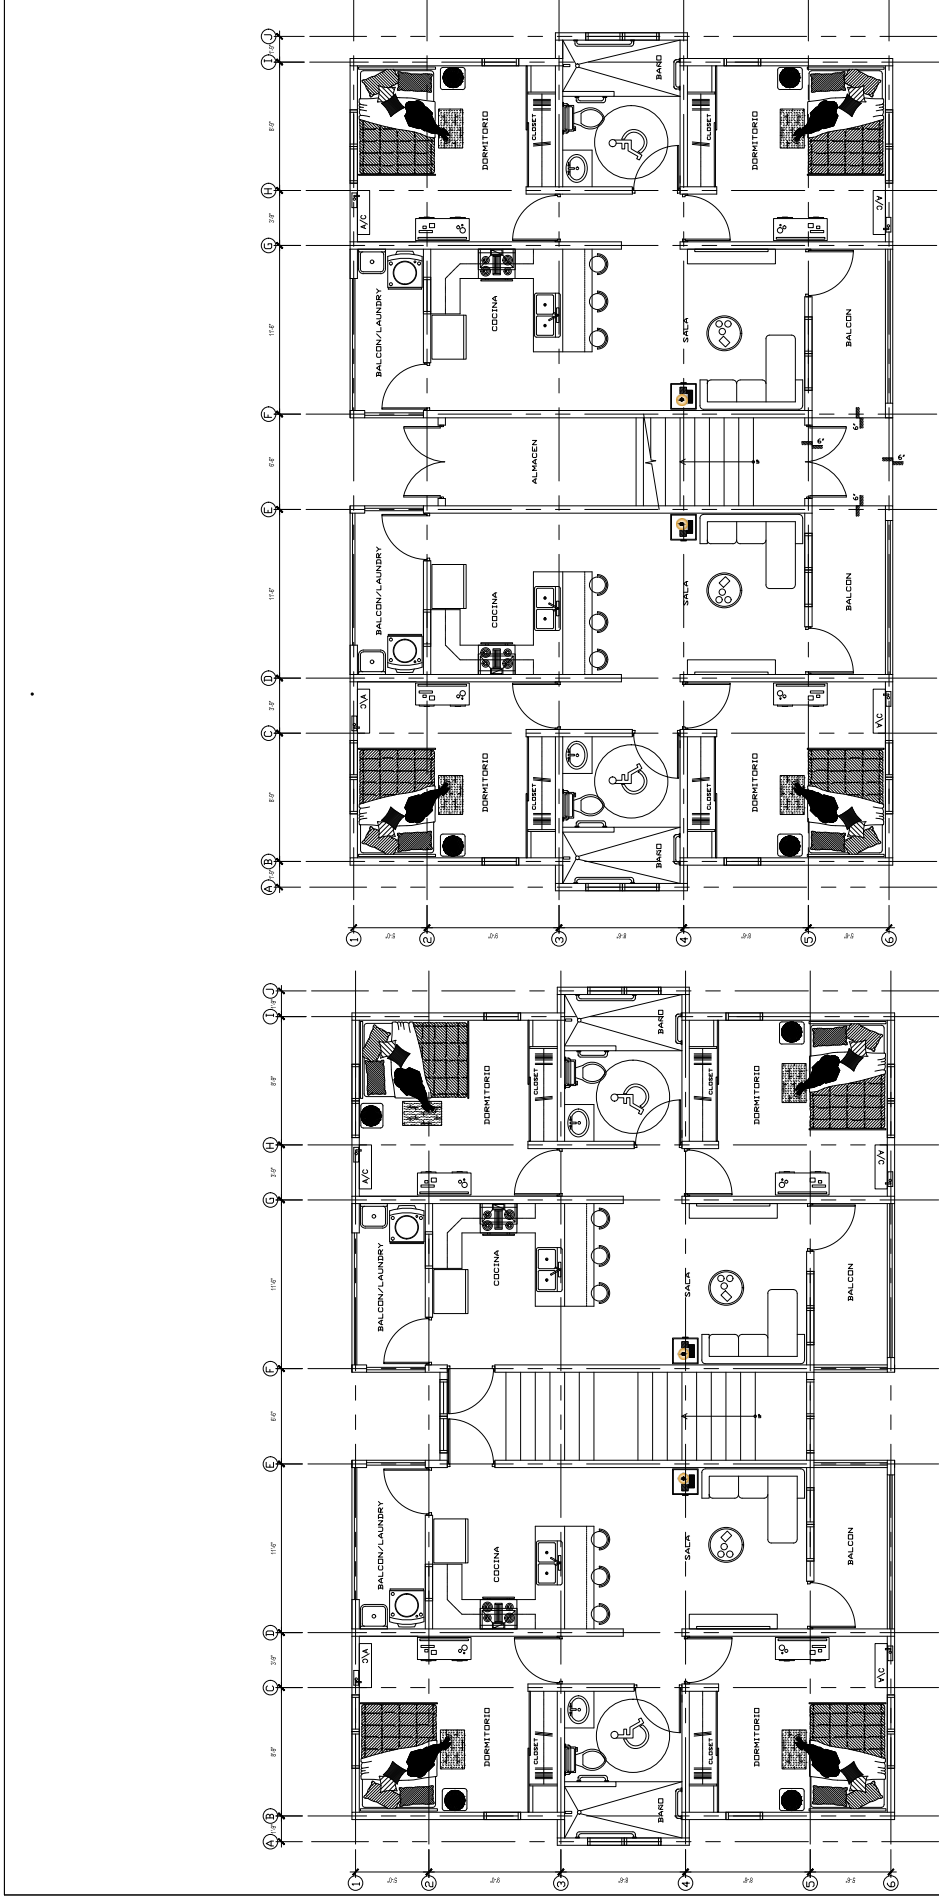 J
I
H
G
F
E
D
C
B
A
1
2
3
4
5
6
DORMITORIO
CLOSET
BAÑO
CLOSET
DORMITORIO
A/C
A/C
BALCON/LAUNDRY
COCINA
SALA
BALCON
ALMACEN
6"
6"
6"
6"
BALCON/LAUNDRY
COCINA
SALA
BALCON
A/C
A/C
DORMITORIO
CLOSET
BAÑO
CLOSET
DORMITORIO
J
I
H
G
F
E
D
C
B
A
1
2
3
4
5
6
DORMITORIO
CLOSET
BAÑO
CLOSET
DORMITORIO
A/C
A/C
BALCON/LAUNDRY
COCINA
SALA
BALCON
BALCON/LAUNDRY
COCINA
SALA
BALCON
A/C
A/C
DORMITORIO
CLOSET
BAÑO
CLOSET
DORMITORIO